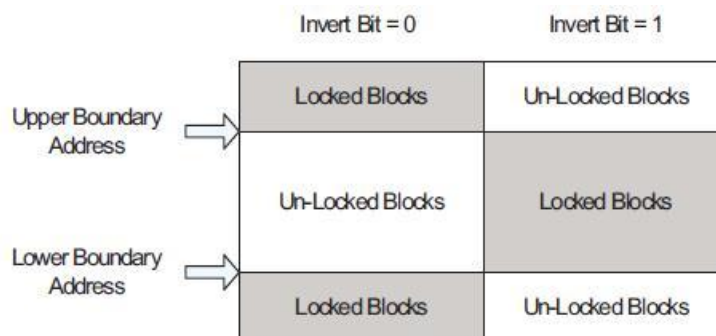 Invert Bit = 0
Invert Bit = 1
Locked Blocks
Un-Locked Blocks
Upper Boundary
Address
Un-Locked Blocks
Locked Blocks
Lower Boundary
Address
Locked Blocks
Un-Locked Blocks